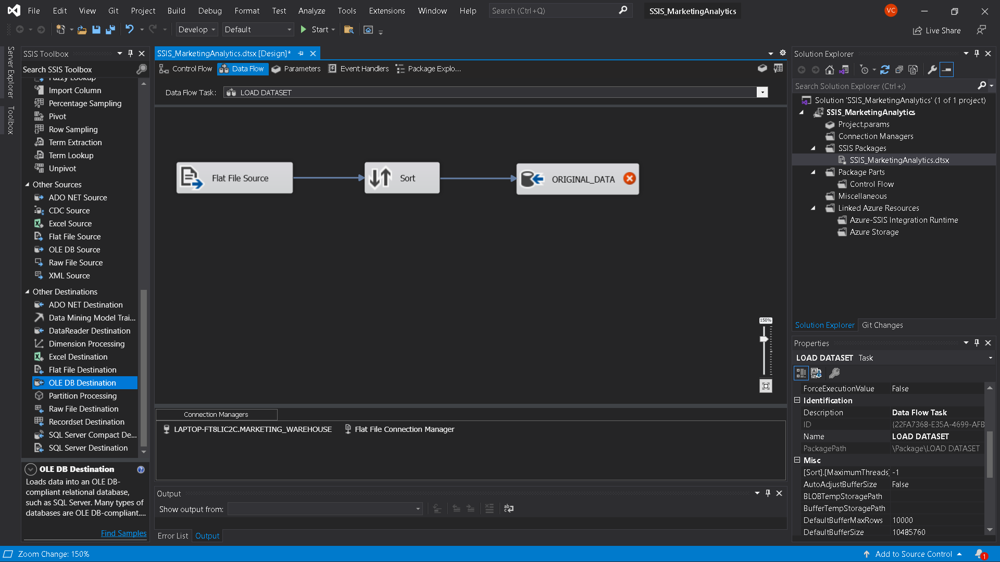 File Edit View Git Project Build Debug Format Test Analyze Tools Extensions Window Help Search (Ctrl+Q) SSIS_MarketingAnalytics VC
Develop Default Start Live Share
Server Explorer
Toolbox
SSIS Toolbox
Search SSIS Toolbox
Fuzzy Lookup
Import Column
Percentage Sampling
Pivot
Row Sampling
Term Extraction
Term Lookup
Unpivot
Other Sources
ADO NET Source
CDC Source
Excel Source
Flat File Source
OLE DB Source
Raw File Source
XML Source
Other Destinations
ADO NET Destination
Data Mining Model Trai...
DataReader Destination
Dimension Processing
Excel Destination
Flat File Destination
OLE DB Destination
Partition Processing
Raw File Destination
Recordset Destination
SQL Server Compact De...
SQL Server Destination
OLE DB Destination
Loads data into an OLE DB-
compliant relational database,
such as SQL Server. Many types of
databases are OLE DB-compliant....
Find Samples
SSIS_MarketingAnalytics.dtsx [Design]*
Control Flow Data Flow Parameters Event Handlers Package Explo...
Data Flow Task: LOAD DATASET
Flat File Source
Sort
ORIGINAL_DATA
150%
Connection Managers
LAPTOP-FT8LIC2C.MARKETING_WAREHOUSE Flat File Connection Manager
Output
Show output from:
Error List Output
Solution Explorer
Search Solution Explorer (Ctrl+;)
Solution 'SSIS_MarketingAnalytics' (1 of 1 project)
SSIS_MarketingAnalytics
Project.params
Connection Managers
SSIS Packages
SSIS_MarketingAnalytics.dtsx
Package Parts
Control Flow
Miscellaneous
Linked Azure Resources
Azure-SSIS Integration Runtime
Azure Storage
Solution Explorer Git Changes
Properties
LOAD DATASET Task
ForceExecutionValue False
Identification
Description Data Flow Task
ID {22FA7368-E35A-4699-AFB
Name LOAD DATASET
PackagePath \Package\LOAD DATASET
Misc
[Sort].[MaximumThreads] -1
AutoAdjustBufferSize False
BLOBTempStoragePath
BufferTempStoragePath
DefaultBufferMaxRows 10000
DefaultBufferSize 10485760
Zoom Change: 150% Add to Source Control 1